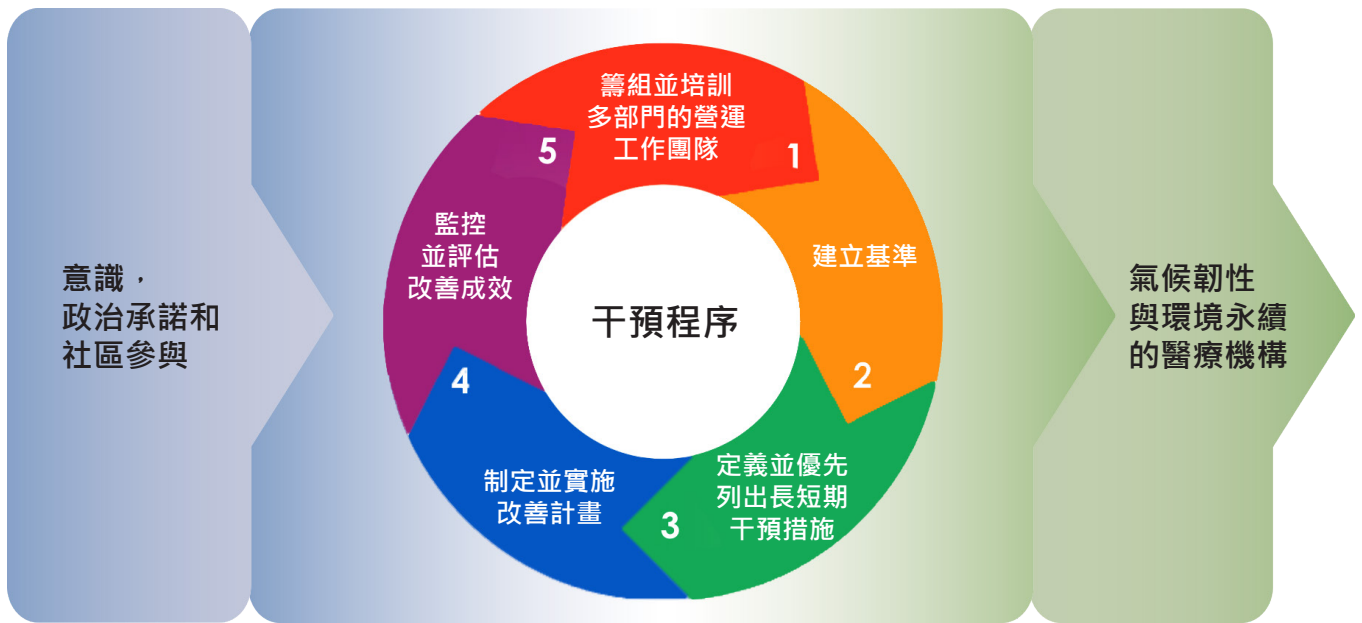 意識，
政治承諾和
社區參與
籌組並培訓
多部門的營運
工作團隊
1
建立基準
2
定義並優先
列出長短期
干預措施
3
制定並實施
改善計畫
4
監控
並評估
改善成效
5
干預程序
氣候韌性
與環境永續
的醫療機構